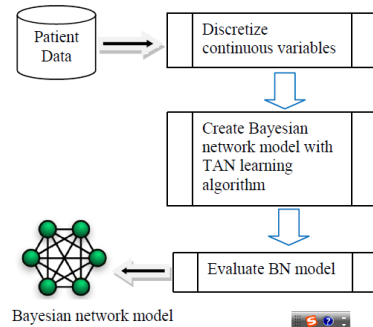 Patient
Data
Discretize
continuous variables
Create Bayesian
network model with
TAN learning
algorithm
Evaluate BN model
Bayesian network model